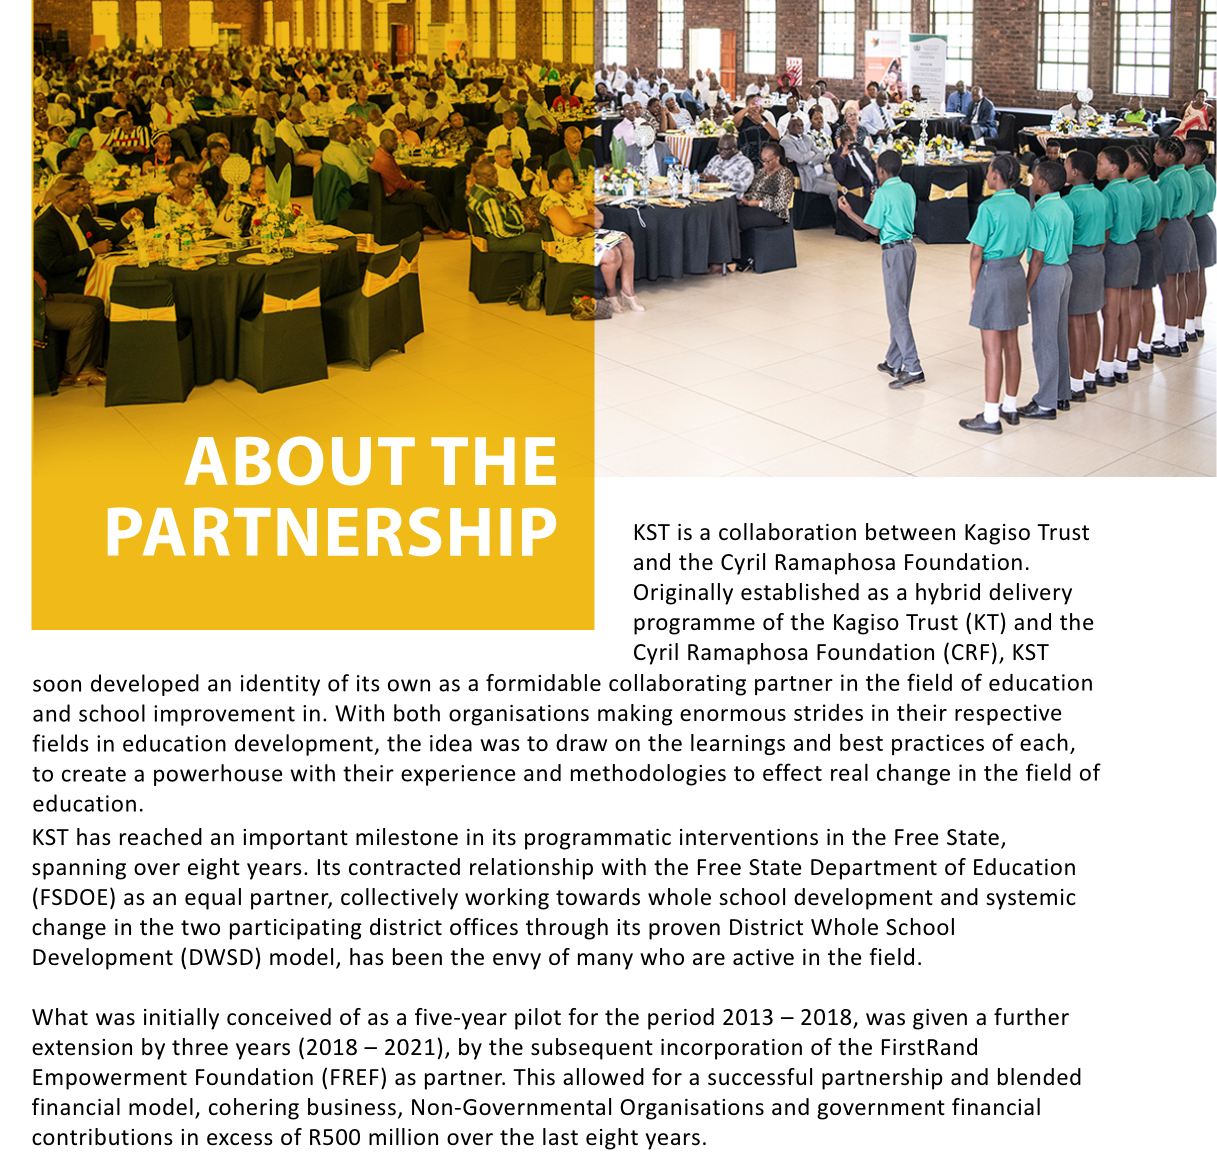 ABOUT THE
PARTNERSHIP
KST is a collaboration between Kagiso Trust
and the Cyril Ramaphosa Foundation.
Originally established as a hybrid delivery
programme of the Kagiso Trust (KT) and the
Cyril Ramaphosa Foundation (CRF), KST
soon developed an identity of its own as a formidable collaborating partner in the field of education
and school improvement in. With both organisations making enormous strides in their respective
fields in education development, the idea was to draw on the learnings and best practices of each,
to create a powerhouse with their experience and methodologies to effect real change in the field of
education.
KST has reached an important milestone in its programmatic interventions in the Free State,
spanning over eight years. Its contracted relationship with the Free State Department of Education
(FSDOE) as an equal partner, collectively working towards whole school development and systemic
change in the two participating district offices through its proven District Whole School
Development (DWSD) model, has been the envy of many who are active in the field.
What was initially conceived of as a five-year pilot for the period 2013 – 2018, was given a further
extension by three years (2018 – 2021), by the subsequent incorporation of the FirstRand
Empowerment Foundation (FREF) as partner. This allowed for a successful partnership and blended
financial model, cohering business, Non-Governmental Organisations and government financial
contributions in excess of R500 million over the last eight years.